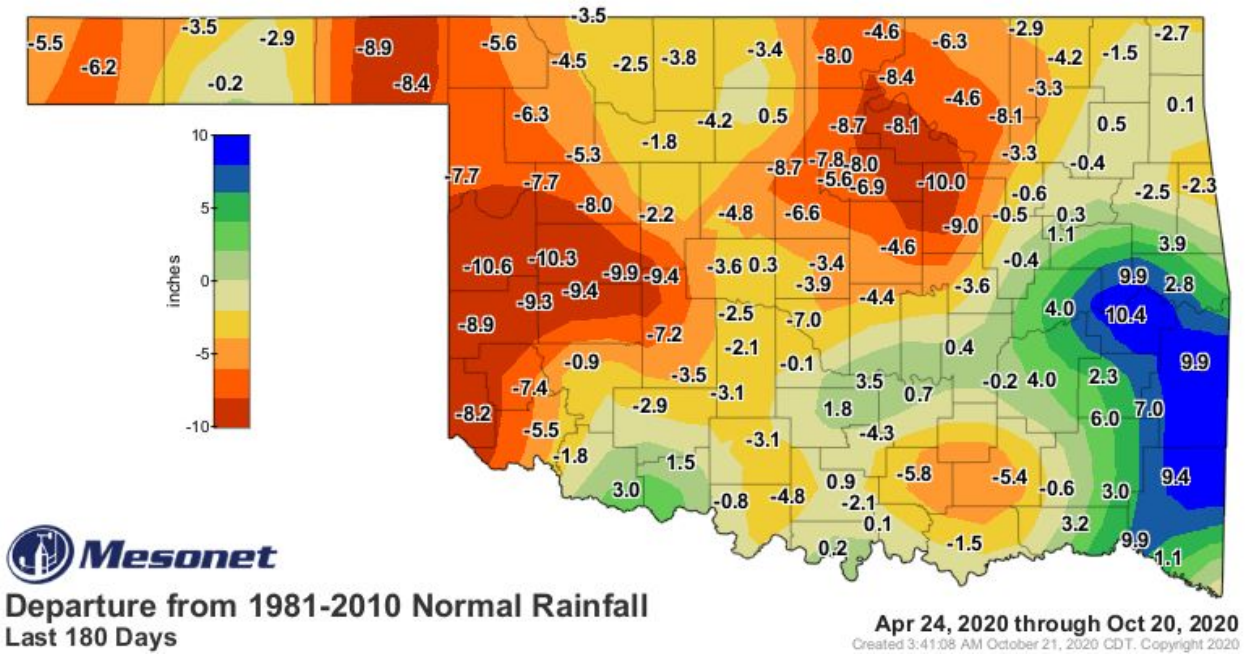 -3.5
-5.5 -3.5 -2.9 -8.9 -5.6 -3.4 -4.6 -6.3 -2.9 -2.7
-6.2 -0.2 -8.4 -4.5 -2.5 -3.8 -8.0 -8.4 -4.2 -1.5
-6.3 -4.2 0.5 -4.6 -3.3 0.1
-1.8 -8.7 -8.1 -8.1 0.5
10
-5.3 -8.7 -7.8 -8.0 -3.3 -0.4
-7.7 -7.7 -5.6 -6.9 -10.0 -0.6 -2.5 -2.3
5
-8.0 -2.2 -4.8 -6.6 -9.0 -0.5 0.3
1.1 3.9
-4.6
inches
0
-10.6 -10.3 -9.9 -9.4 -3.6 0.3 -3.4 -0.4 9.9 2.8
-9.3 -9.4 -3.9 -4.4 -3.6
-8.9 -2.5 -7.0 4.0 10.4
-5
-7.2 -2.1 0.4
-0.9 -0.1 9.9
-7.4 -3.5 3.5 -0.2 4.0 2.3
-3.1 0.7
-8.2 -2.9 1.8 6.0 7.0
-10
-5.5 -3.1 -4.3
-1.8 1.5
3.0 -0.8 -4.8 0.9 -5.8 -5.4 -0.6 3.0 9.4
-2.1
0.1 -1.5 3.2 9.9
0.2 1.1
Mesonet
Departure from 1981-2010 Normal Rainfall
Last 180 Days
Apr 24, 2020 through Oct 20, 2020
Created 3:41:08 AM October 21, 2020 CDT. Copyright 2020